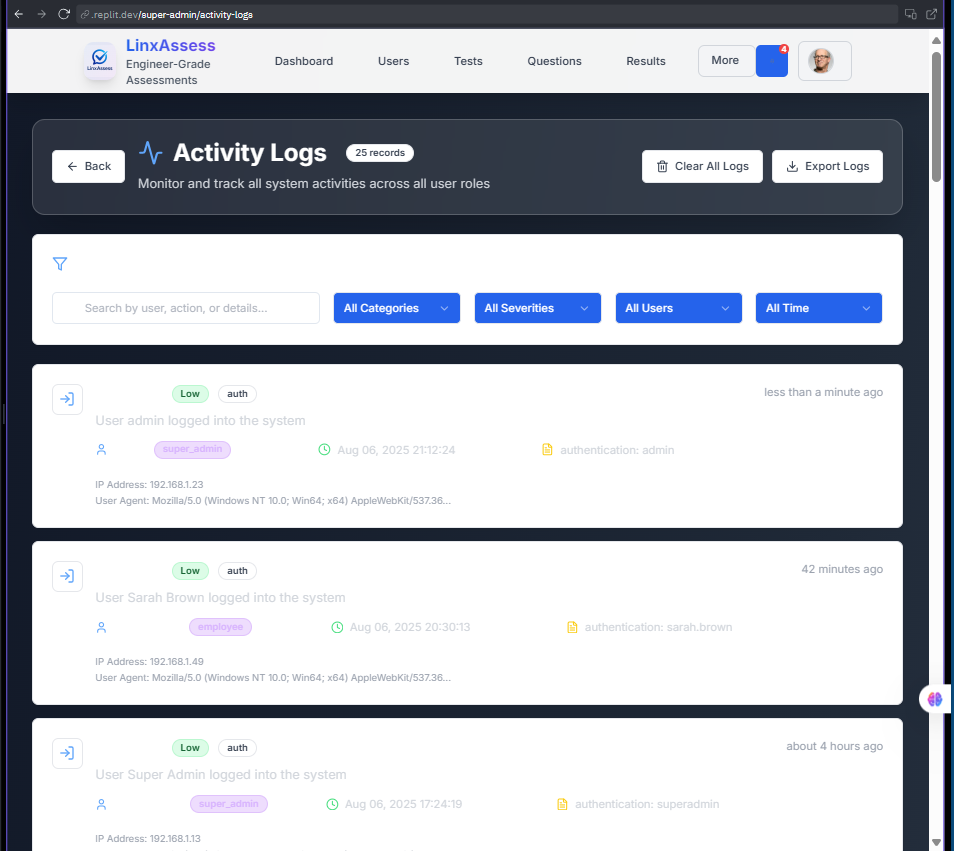 .replit.dev/super-admin/activity-logs
LinxAssess
Engineer-Grade
Assessments
LinxAssess
Dashboard
Users
Tests
Questions
Results
More
4
Back
Activity Logs
25 records
Monitor and track all system activities across all user roles
Clear All Logs
Export Logs
Search by user, action, or details...
All Categories
All Severities
All Users
All Time
Low
auth
less than a minute ago
User admin logged into the system
super_admin
Aug 06, 2025 21:12:24
authentication: admin
IP Address: 192.168.1.23
User Agent: Mozilla/5.0 (Windows NT 10.0; Win64; x64) AppleWebKit/537.36...
Low
auth
42 minutes ago
User Sarah Brown logged into the system
employee
Aug 06, 2025 20:30:13
authentication: sarah.brown
IP Address: 192.168.1.49
User Agent: Mozilla/5.0 (Windows NT 10.0; Win64; x64) AppleWebKit/537.36...
Low
auth
about 4 hours ago
User Super Admin logged into the system
super_admin
Aug 06, 2025 17:24:19
authentication: superadmin
IP Address: 192.168.1.13